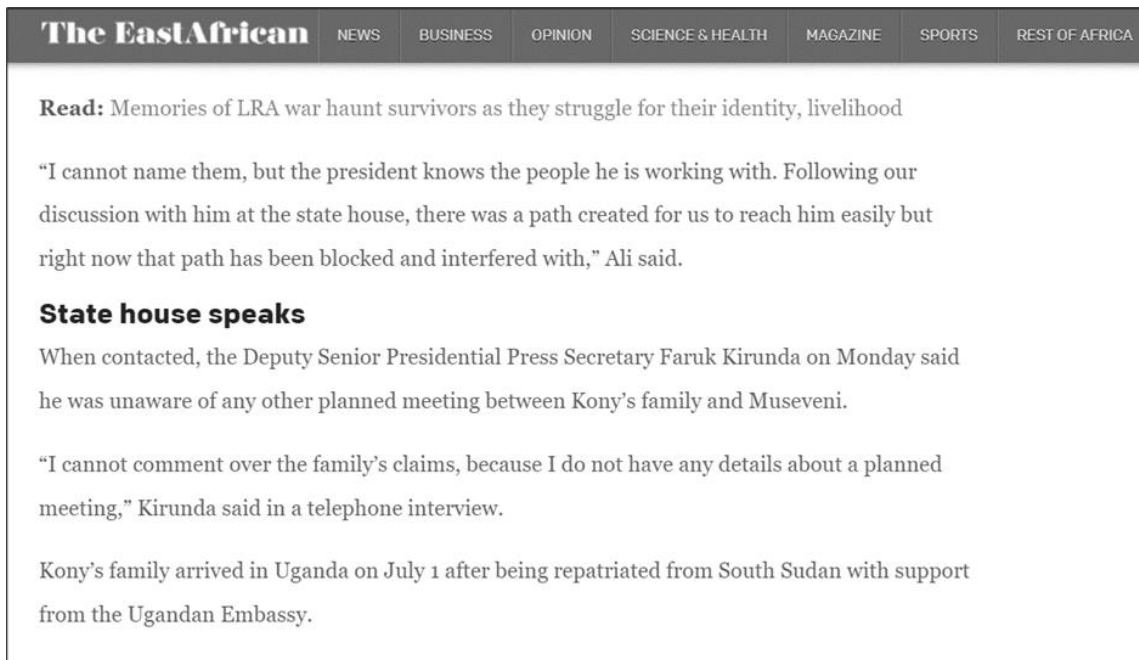 The EastAfrican NEWS BUSINESS OPINION SCIENCE & HEALTH MAGAZINE SPORTS REST OF AFRICA
Read: Memories of LRA war haunt survivors as they struggle for their identity, livelihood
“I cannot name them, but the president knows the people he is working with. Following our
discussion with him at the state house, there was a path created for us to reach him easily but
right now that path has been blocked and interfered with,” Ali said.
State house speaks
When contacted, the Deputy Senior Presidential Press Secretary Faruk Kirunda on Monday said
he was unaware of any other planned meeting between Kony’s family and Museveni.
“I cannot comment over the family’s claims, because I do not have any details about a planned
meeting,” Kirunda said in a telephone interview.
Kony’s family arrived in Uganda on July 1 after being repatriated from South Sudan with support
from the Ugandan Embassy.